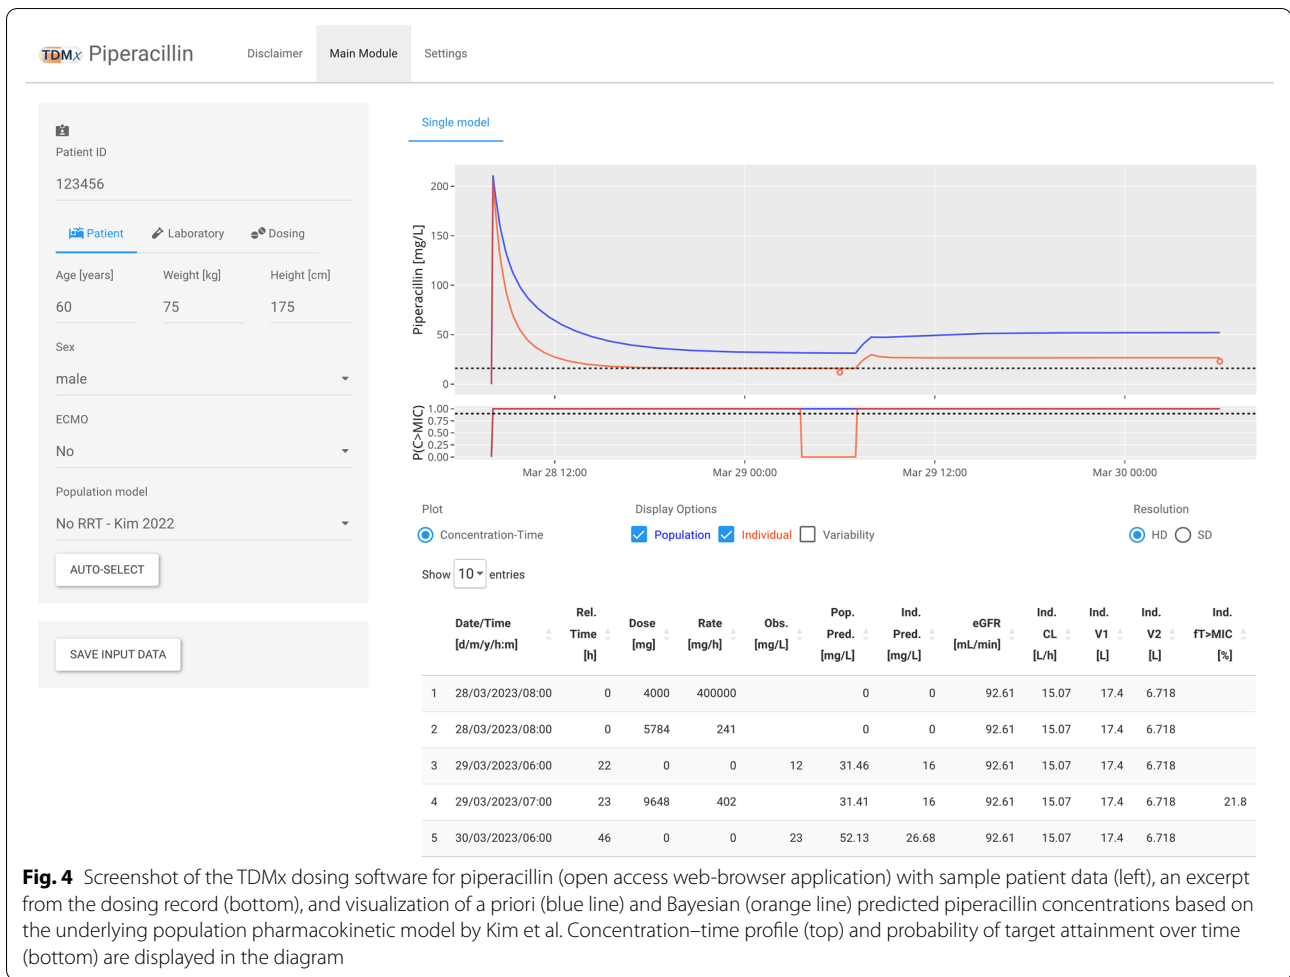 TDMx Piperacillin
Disclaimer
Main Module
Settings
Patient ID
123456
Patient
Laboratory
Dosing
Age [years]
Weight [kg]
Height [cm]
60
75
175
Sex
male
ECMO
No
Population model
No RRT - Kim 2022
AUTO-SELECT
SAVE INPUT DATA
Single model
Piperacillin [mg/L]
200
150
100
50
0
P(C>MIC)
1.00
0.75
0.50
0.25
0.00
Mar 28 12:00
Mar 29 00:00
Mar 29 12:00
Mar 30 00:00
Plot
Display Options
Resolution
Concentration-Time
Population
Individual
Variability
HD
SD
Show 10 entries
Date/Time [d/m/y/h:m]
Rel. Time [h]
Dose [mg]
Rate [mg/h]
Obs. [mg/L]
Pop. Pred. [mg/L]
Ind. Pred. [mg/L]
eGFR [mL/min]
Ind. CL [L/h]
Ind. V1 [L]
Ind. V2 [L]
Ind. fT>MIC [%]
1 28/03/2023/08:00 0 4000 400000 0 0 92.61 15.07 17.4 6.718
2 28/03/2023/08:00 0 5784 241 0 0 92.61 15.07 17.4 6.718
3 29/03/2023/06:00 22 0 0 12 31.46 16 92.61 15.07 17.4 6.718
4 29/03/2023/07:00 23 9648 402 31.41 16 92.61 15.07 17.4 6.718 21.8
5 30/03/2023/06:00 46 0 0 23 52.13 26.68 92.61 15.07 17.4 6.718
Fig. 4 Screenshot of the TDMx dosing software for piperacillin (open access web-browser application) with sample patient data (left), an excerpt
from the dosing record (bottom), and visualization of a priori (blue line) and Bayesian (orange line) predicted piperacillin concentrations based on
the underlying population pharmacokinetic model by Kim et al. Concentration–time profile (top) and probability of target attainment over time
(bottom) are displayed in the diagram